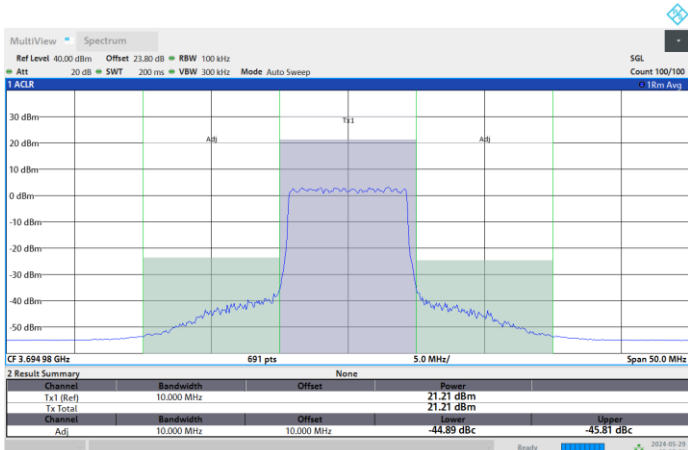 MultiView Spectrum
Ref Level 40.00 dBm Offset 23.80 dB RBW 100 kHz SGL
Att 20 dB SWT 200 ms VBW 300 kHz Mode Auto Sweep Count 100/100
1 ACLR 1Rm Avg
30 dBm
Tx1
Adj Adj
20 dBm
10 dBm
0 dBm
-10 dBm
-20 dBm
-30 dBm
-40 dBm
-50 dBm
CF 3.694 98 GHz 691 pts 5.0 MHz/ Span 50.0 MHz
2 Result Summary None
Channel Bandwidth Offset Power
Tx1 (Ref) 10.000 MHz 21.21 dBm
Tx Total 21.21 dBm
Channel Bandwidth Offset Lower Upper
Adj 10.000 MHz 10.000 MHz -44.89 dBc -45.81 dBc
Ready 2024-05-29